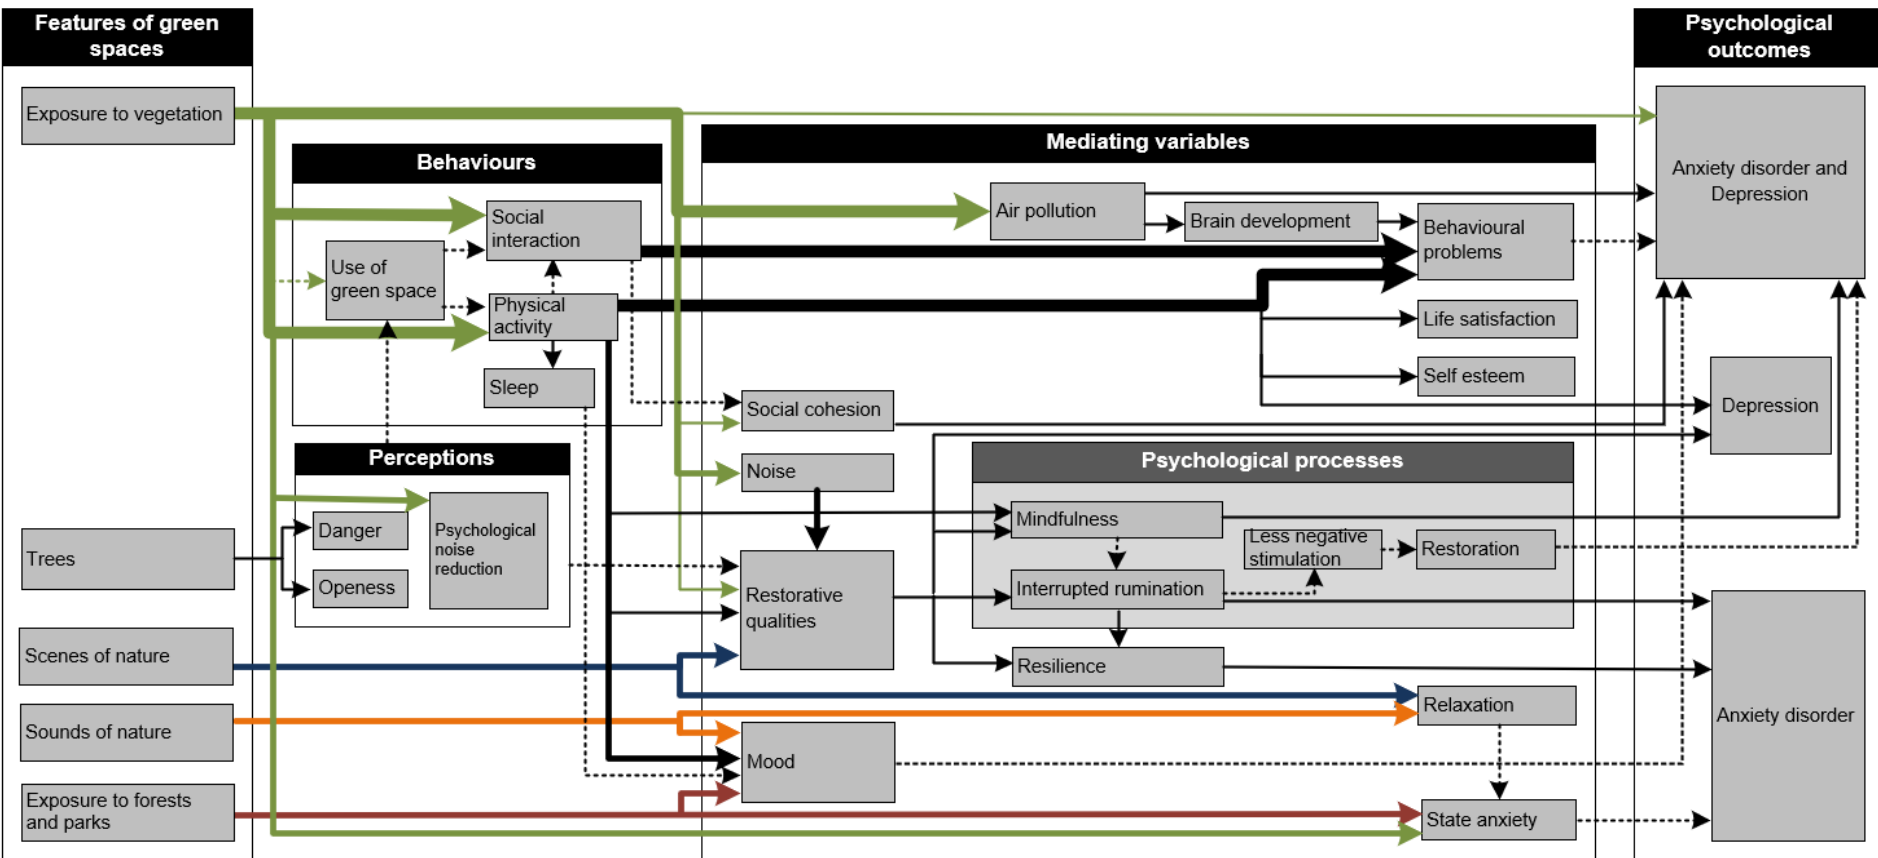 Features of green
spaces
Psychological
outcomes
Exposure to vegetation
Behaviours
Mediating variables
Anxiety disorder and
Depression
Social
interaction
Air pollution
Brain development
Behavioural
problems
Use of
green space
Physical
activity
Life satisfaction
Sleep
Self esteem
Social cohesion
Depression
Perceptions
Noise
Psychological processes
Trees
Danger
Openess
Psychological
noise
reduction
Mindfulness
Less negative
stimulation
Restoration
Restorative
qualities
Interrupted rumination
Scenes of nature
Resilience
Relaxation
Sounds of nature
Mood
Anxiety disorder
Exposure to forests
and parks
State anxiety